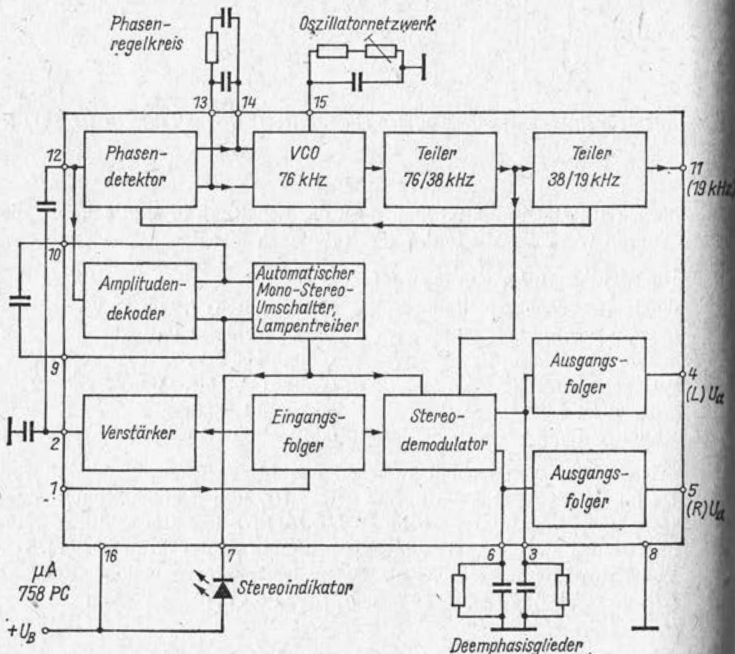 Phasen-
regelkreis
Oszillatornetzwerk
13
14
15
12
Phasen-
detektor
VCO
76 kHz
Teiler
76/38 kHz
Teiler
38/19 kHz
11
(19 kHz)
10
Amplituden-
dekoder
Automatischer
Mono-Stereo-
Umschalter,
Lampentreiber
9
Ausgangs-
folger
4
(L) Ua
2
Verstärker
Eingangs-
folger
Stereo-
demodulator
1
Ausgangs-
folger
5
(R) Ua
16
7
6
3
8
µA
758 PC
Stereoindikator
+UB
Deemphasisglieder